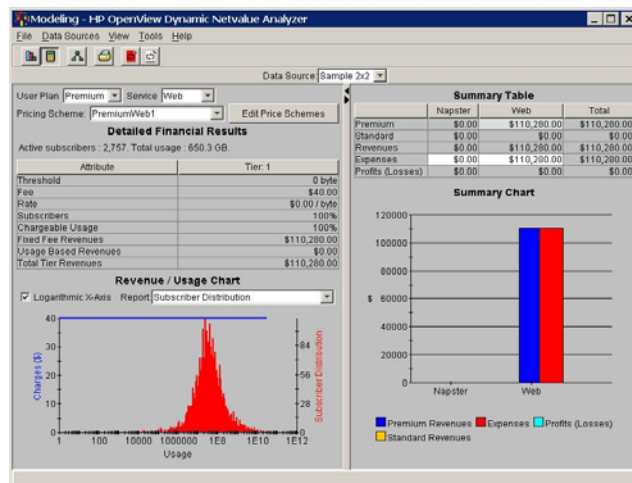 Modeling - HP OpenView Dynamic Netvalue Analyzer
File Data Sources View Tools Help
Data Source: Sample 2x2
User Plan Premium Service Web
Pricing Scheme: PremiumWeb1 Edit Price Schemes
Detailed Financial Results
Active subscribers : 2,757. Total usage : 650.3 GB.
Attribute Tier: 1
Threshold 0 byte
Fee $40.00
Rate $0.00 / byte
Subscribers 100%
Chargeable Usage 100%
Fixed Fee Revenues $110,280.00
Usage Based Revenues $0.00
Total Tier Revenues $110,280.00
Revenue / Usage Chart
Logarithmic X-Axis Report: Subscriber Distribution
Charges ($)
40
30
20
10
0
84
56
28
0
Subscriber Distribution
1 100 10000 1000000 1E8 1E10 1E12
Usage
Summary Table
Napster Web Total
Premium $0.00 $110,280.00 $110,280.00
Standard $0.00 $0.00 $0.00
Revenues $0.00 $110,280.00 $110,280.00
Expenses $0.00 $110,280.00 $110,280.00
Profits (Losses) $0.00 $0.00 $0.00
Summary Chart
120000
100000
80000
$ 60000
40000
20000
0
Napster Web
Premium Revenues Expenses Profits (Losses)
Standard Revenues